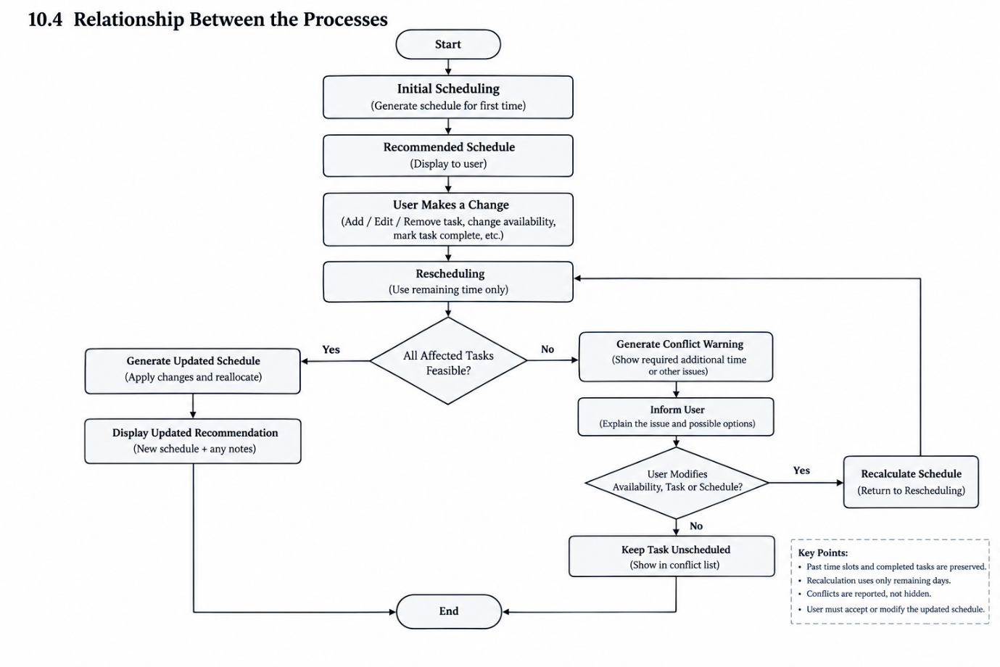 10.4 Relationship Between the Processes
Start
Initial Scheduling
(Generate schedule for first time)
Recommended Schedule
(Display to user)
User Makes a Change
(Add / Edit / Remove task, change availability,
mark task complete, etc.)
Rescheduling
(Use remaining time only)
All Affected Tasks
Feasible?
Yes
No
Generate Updated Schedule
(Apply changes and reallocate)
Display Updated Recommendation
(New schedule + any notes)
Generate Conflict Warning
(Show required additional time
or other issues)
Inform User
(Explain the issue and possible options)
User Modifies
Availability, Task or Schedule?
Yes
Recalculate Schedule
(Return to Rescheduling)
No
Keep Task Unscheduled
(Show in conflict list)
End
Key Points:
• Past time slots and completed tasks are preserved.
• Recalculation uses only remaining days.
• Conflicts are reported, not hidden.
• User must accept or modify the updated schedule.